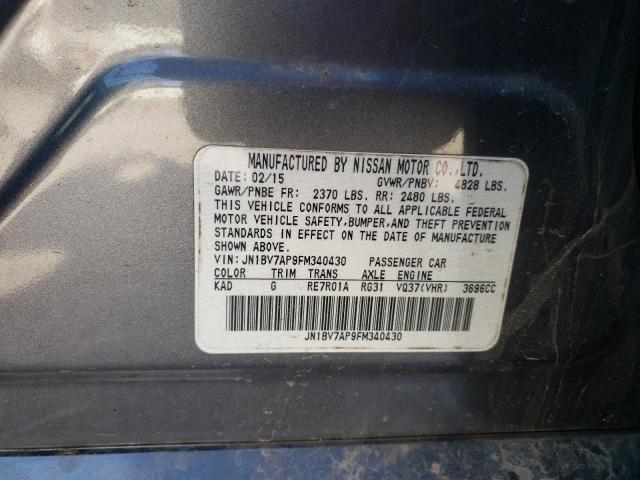 MANUFACTURED BY NISSAN MOTOR CO.,LTD.
DATE: 02/15 GVWR/PNBV: 4828 LBS.
GAWR/PNBE FR: 2370 LBS. RR: 2480 LBS.
THIS VEHICLE CONFORMS TO ALL APPLICABLE FEDERAL
MOTOR VEHICLE SAFETY, BUMPER, AND THEFT PREVENTION
STANDARDS IN EFFECT ON THE DATE OF MANUFACTURE
SHOWN ABOVE.
VIN: JN1BV7AP9FM340430 PASSENGER CAR
COLOR TRIM TRANS AXLE ENGINE
KAD G RE7R01A RG31 VQ37(VHR) 3696CC
JN1BV7AP9FM340430